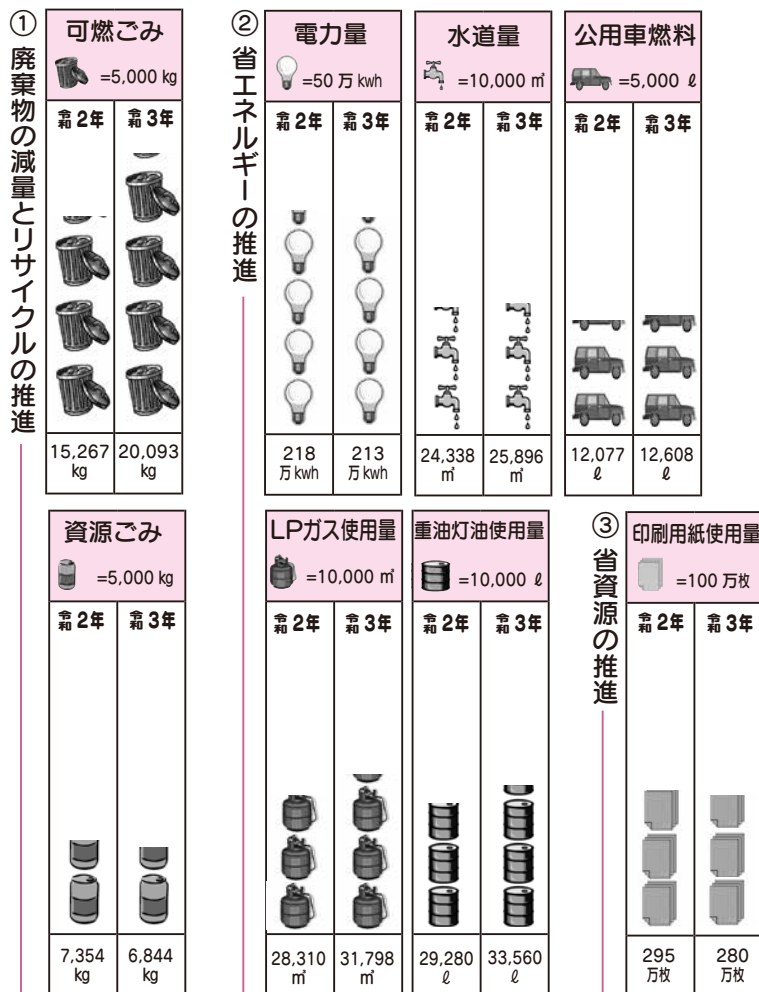 ① 廃棄物の減量とリサイクルの推進
可燃ごみ
=5,000 kg
令和 2年
令和 3年
15,267 kg
20,093 kg
資源ごみ
=5,000 kg
令和 2年
令和 3年
7,354 kg
6,844 kg
② 省エネルギーの推進
電力量
=50 万 kwh
令和 2年
令和 3年
218 万 kwh
213 万 kwh
水道量
=10,000 ㎥
令和 2年
令和 3年
24,338 ㎥
25,896 ㎥
公用車燃料
=5,000 ℓ
令和 2年
令和 3年
12,077 ℓ
12,608 ℓ
LPガス使用量
=10,000 ㎥
令和 2年
令和 3年
28,310 ㎥
31,798 ㎥
重油灯油使用量
=10,000 ℓ
令和 2年
令和 3年
29,280 ℓ
33,560 ℓ
③ 省資源の推進
印刷用紙使用量
=100 万枚
令和 2年
令和 3年
295 万枚
280 万枚